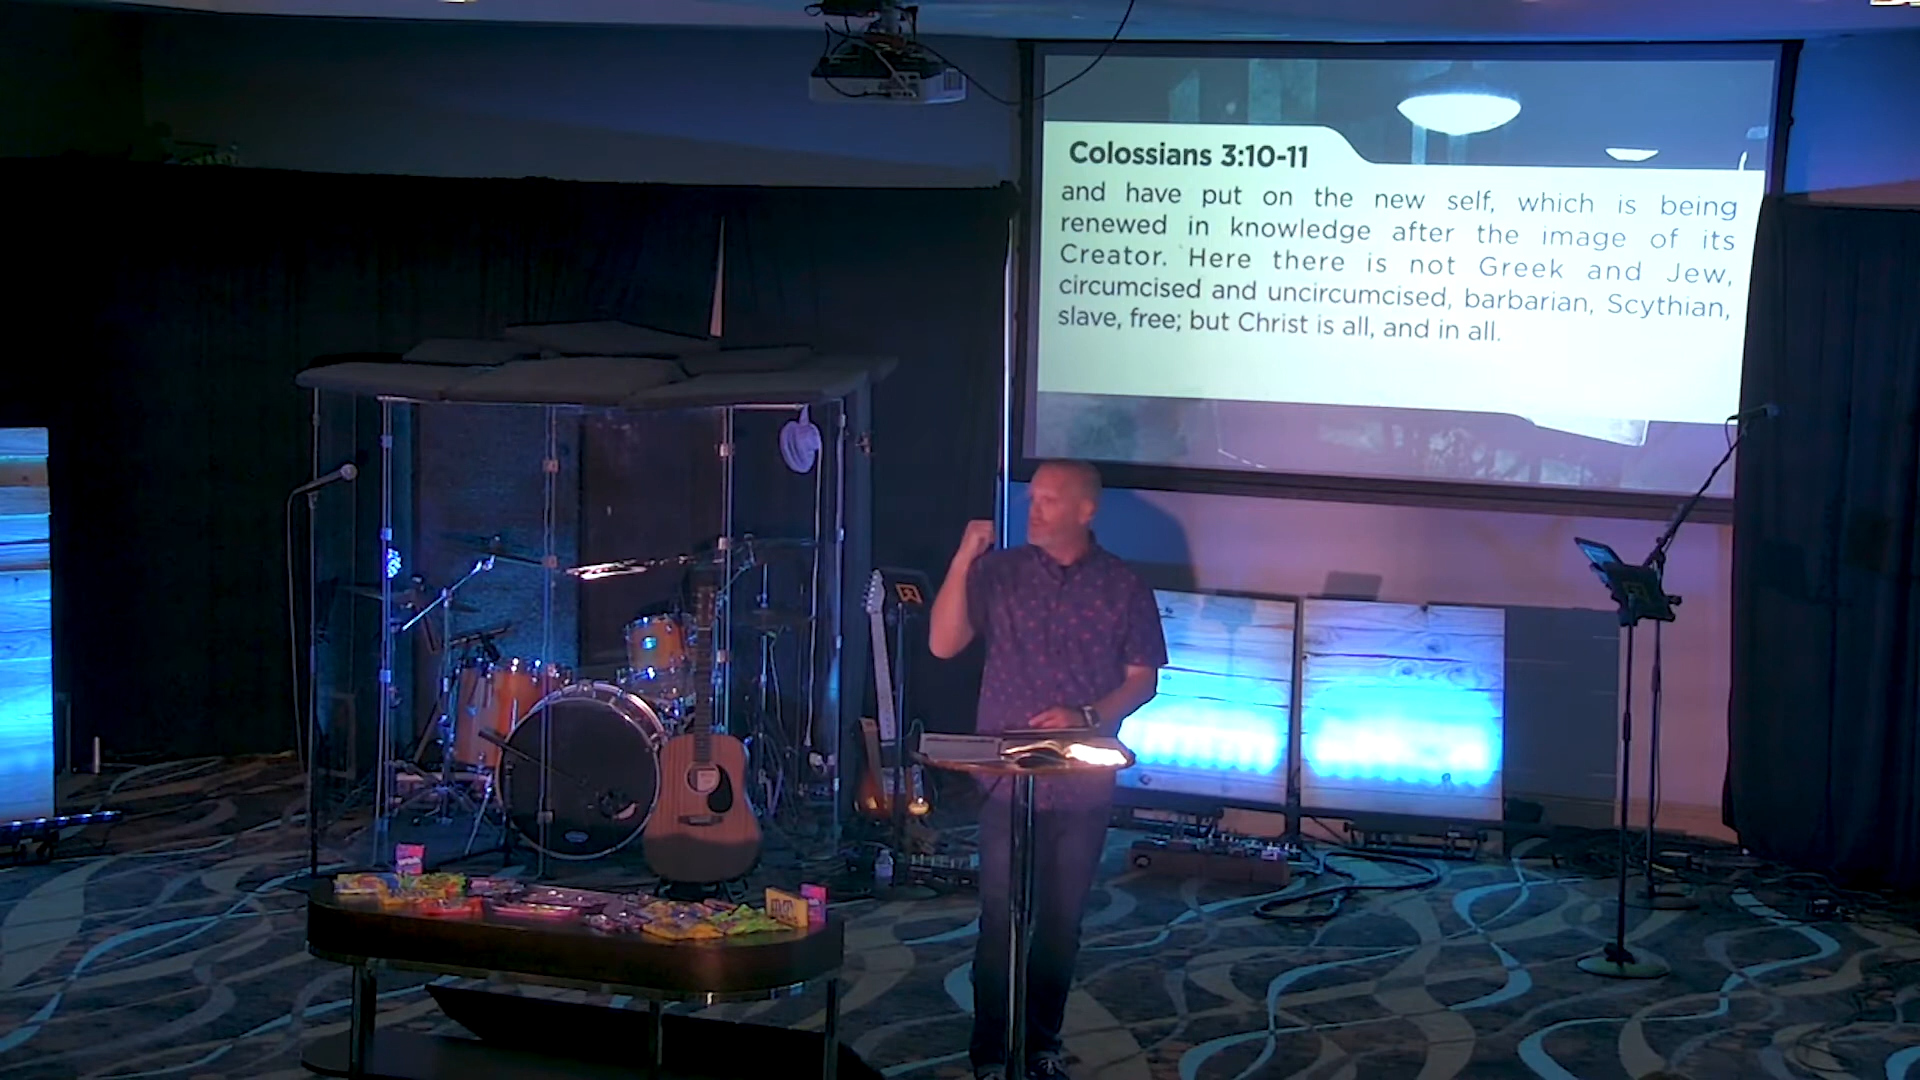 Colossians 3:10-11
and have put on the new self, which is being
renewed in knowledge after the image of its
Creator. Here there is not Greek and Jew,
circumcised and uncircumcised, barbarian, Scythian,
slave, free; but Christ is all, and in all.